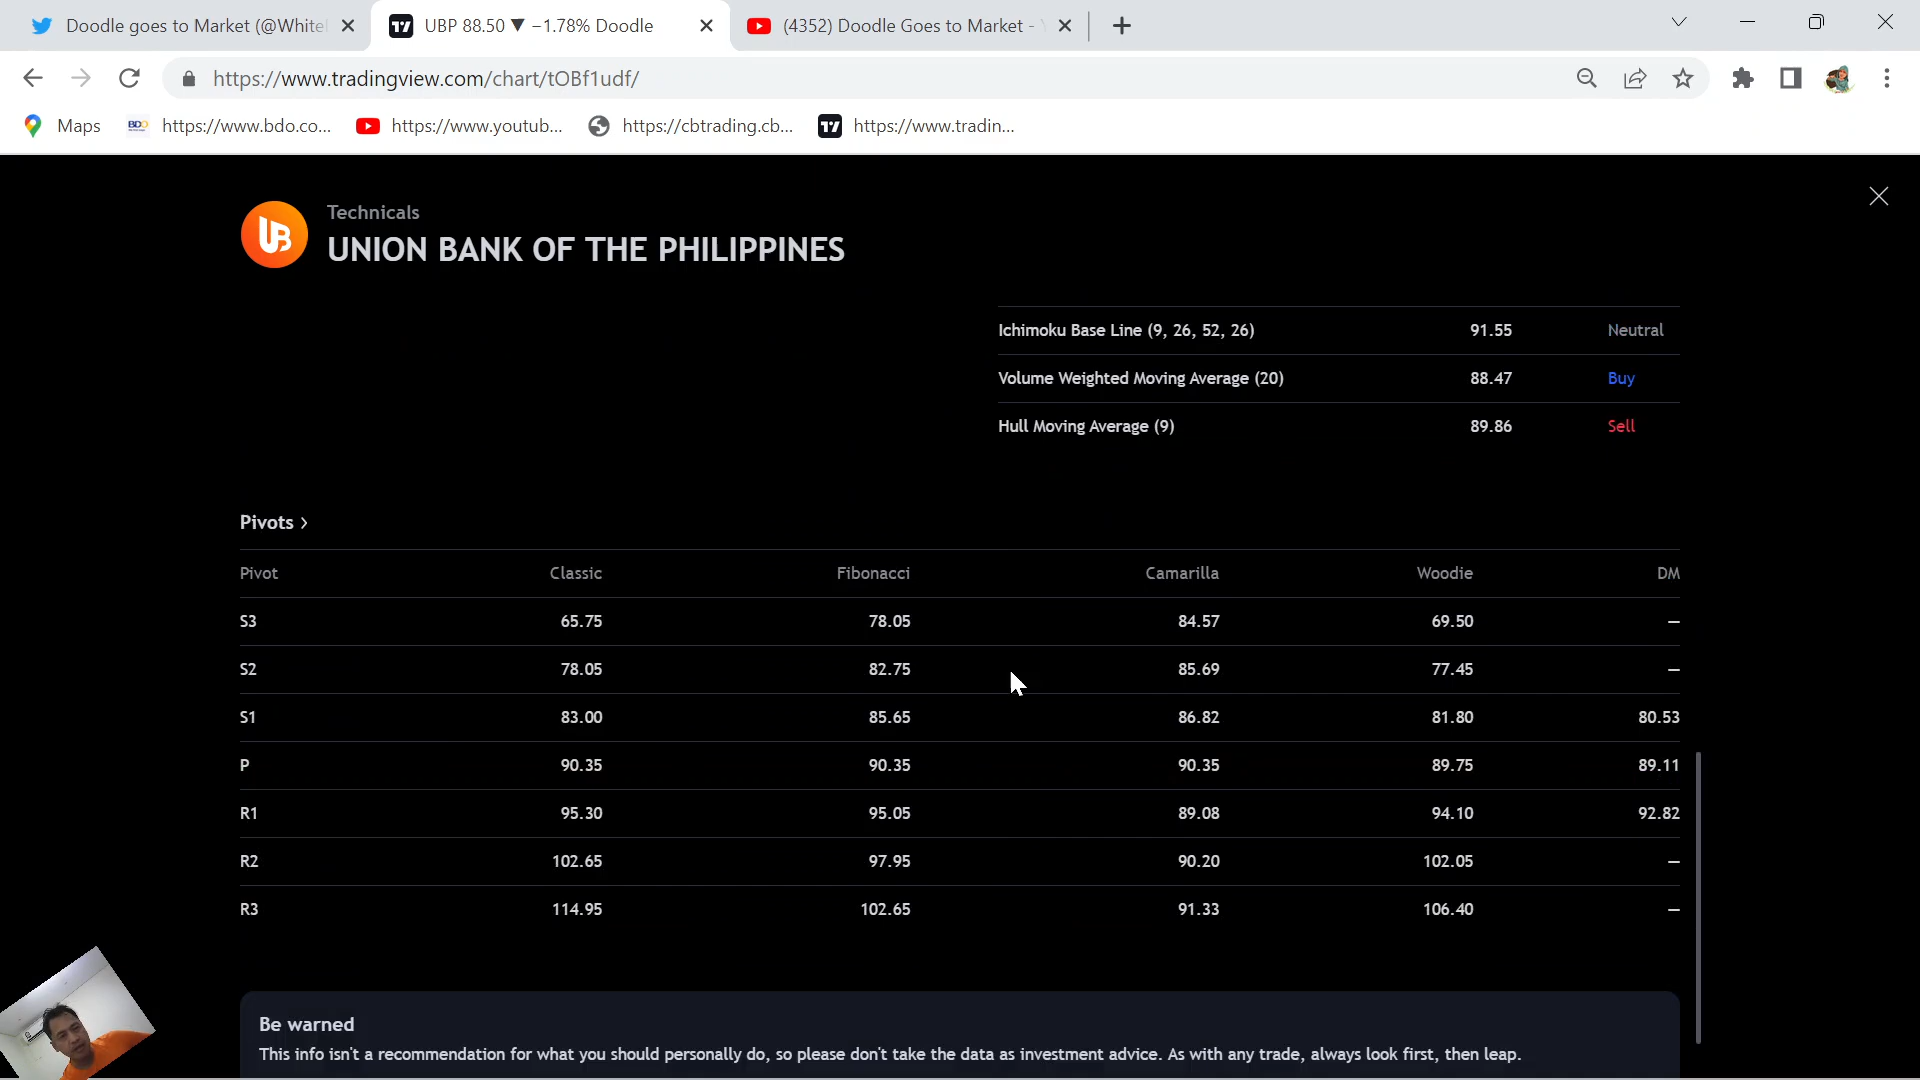 Doodle goes to Market (@White
UBP 88.50 ▼ −1.78% Doodle
(4352) Doodle Goes to Market -
https://www.tradingview.com/chart/tOBf1udf/
Maps
BDO https://www.bdo.co...
https://www.youtub...
https://cbtrading.cb...
https://www.tradin...
Technicals
UNION BANK OF THE PHILIPPINES
Ichimoku Base Line (9, 26, 52, 26) 91.55 Neutral
Volume Weighted Moving Average (20) 88.47 Buy
Hull Moving Average (9) 89.86 Sell
Pivots >
Pivot Classic Fibonacci Camarilla Woodie DM
S3 65.75 78.05 84.57 69.50 —
S2 78.05 82.75 85.69 77.45 —
S1 83.00 85.65 86.82 81.80 80.53
P 90.35 90.35 90.35 89.75 89.11
R1 95.30 95.05 89.08 94.10 92.82
R2 102.65 97.95 90.20 102.05 —
R3 114.95 102.65 91.33 106.40 —
Be warned
This info isn't a recommendation for what you should personally do, so please don't take the data as investment advice. As with any trade, always look first, then leap.